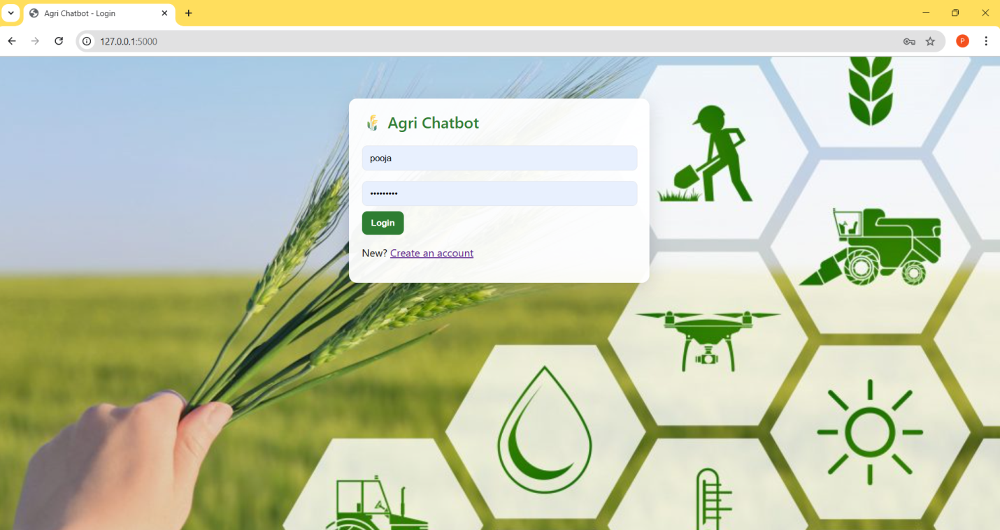 Agri Chatbot - Login
127.0.0.1:5000
P
Agri Chatbot
pooja
•••••••••
Login
New? Create an account